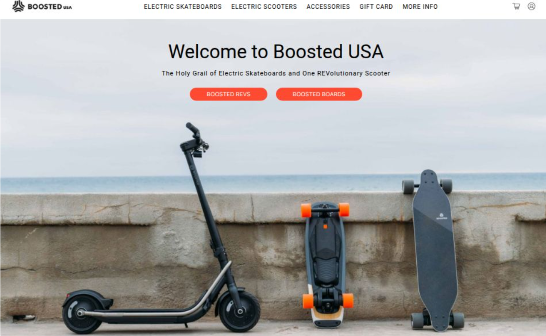 BOOSTED USA
ELECTRIC SKATEBOARDS ELECTRIC SCOOTERS ACCESSORIES GIFT CARD MORE INFO
Welcome to Boosted USA
The Holy Grail of Electric Skateboards and One REVolutionary Scooter
BOOSTED REVS BOOSTED BOARDS